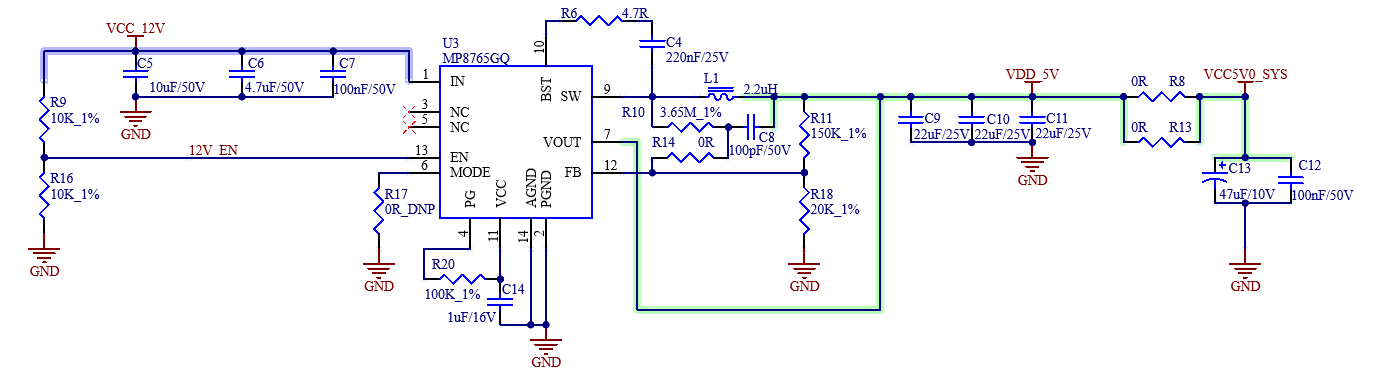 VCC_12V
C5
10uF/50V
C6
4.7uF/50V
C7
100nF/50V
GND
R9
10K_1%
12V_EN
R16
10K_1%
GND
U3
MP8765GQ
1
IN
3
NC
5
NC
13
EN
6
MODE
10
BST
9
SW
7
VOUT
12
FB
PG
VCC
AGND
PGND
4
11
14
2
R17
0R_DNP
GND
R20
100K_1%
C14
1uF/16V
GND
R6
4.7R
C4
220nF/25V
L1
2.2uH
R10
3.65M_1%
R14
0R
C8
100pF/50V
R11
150K_1%
R18
20K_1%
GND
C9
22uF/25V
C10
22uF/25V
C11
22uF/25V
VDD_5V
GND
0R
R8
0R
R13
VCC5V0_SYS
C13
47uF/10V
C12
100nF/50V
GND